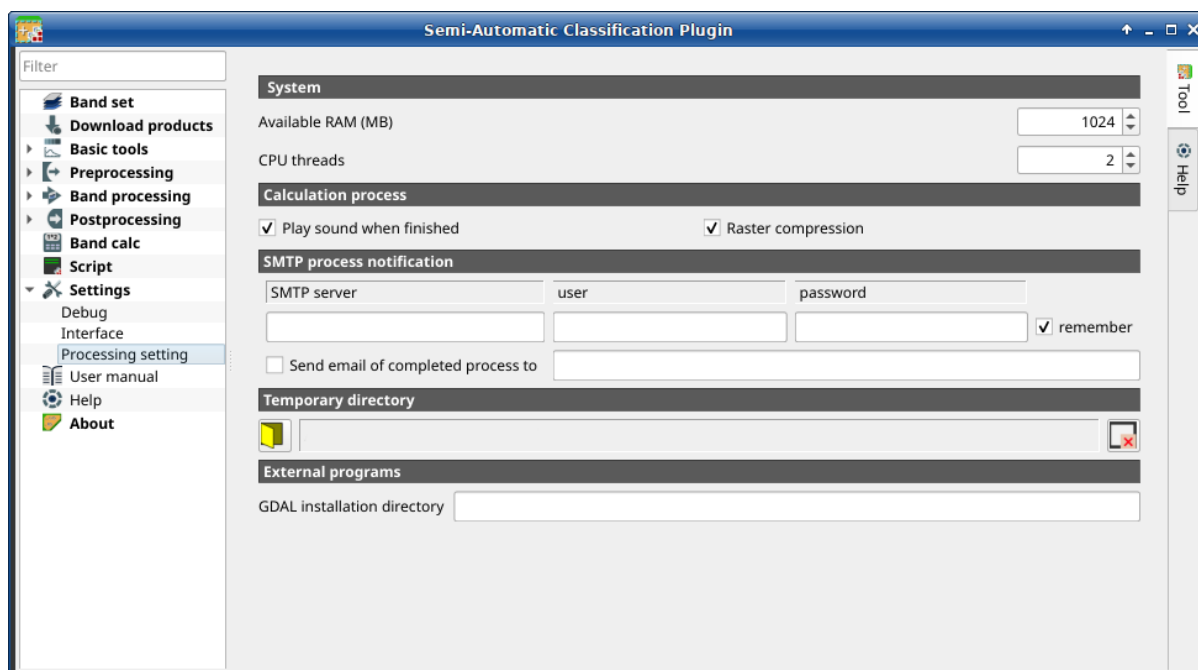 Semi-Automatic Classification Plugin
Filter
Band set
Download products
Basic tools
Preprocessing
Band processing
Postprocessing
Band calc
Script
Settings
Debug
Interface
Processing setting
User manual
Help
About
System
Available RAM (MB) 1024
CPU threads 2
Calculation process
Play sound when finished Raster compression
SMTP process notification
SMTP server user password
remember
Send email of completed process to
Temporary directory
External programs
GDAL installation directory
Tool
Help